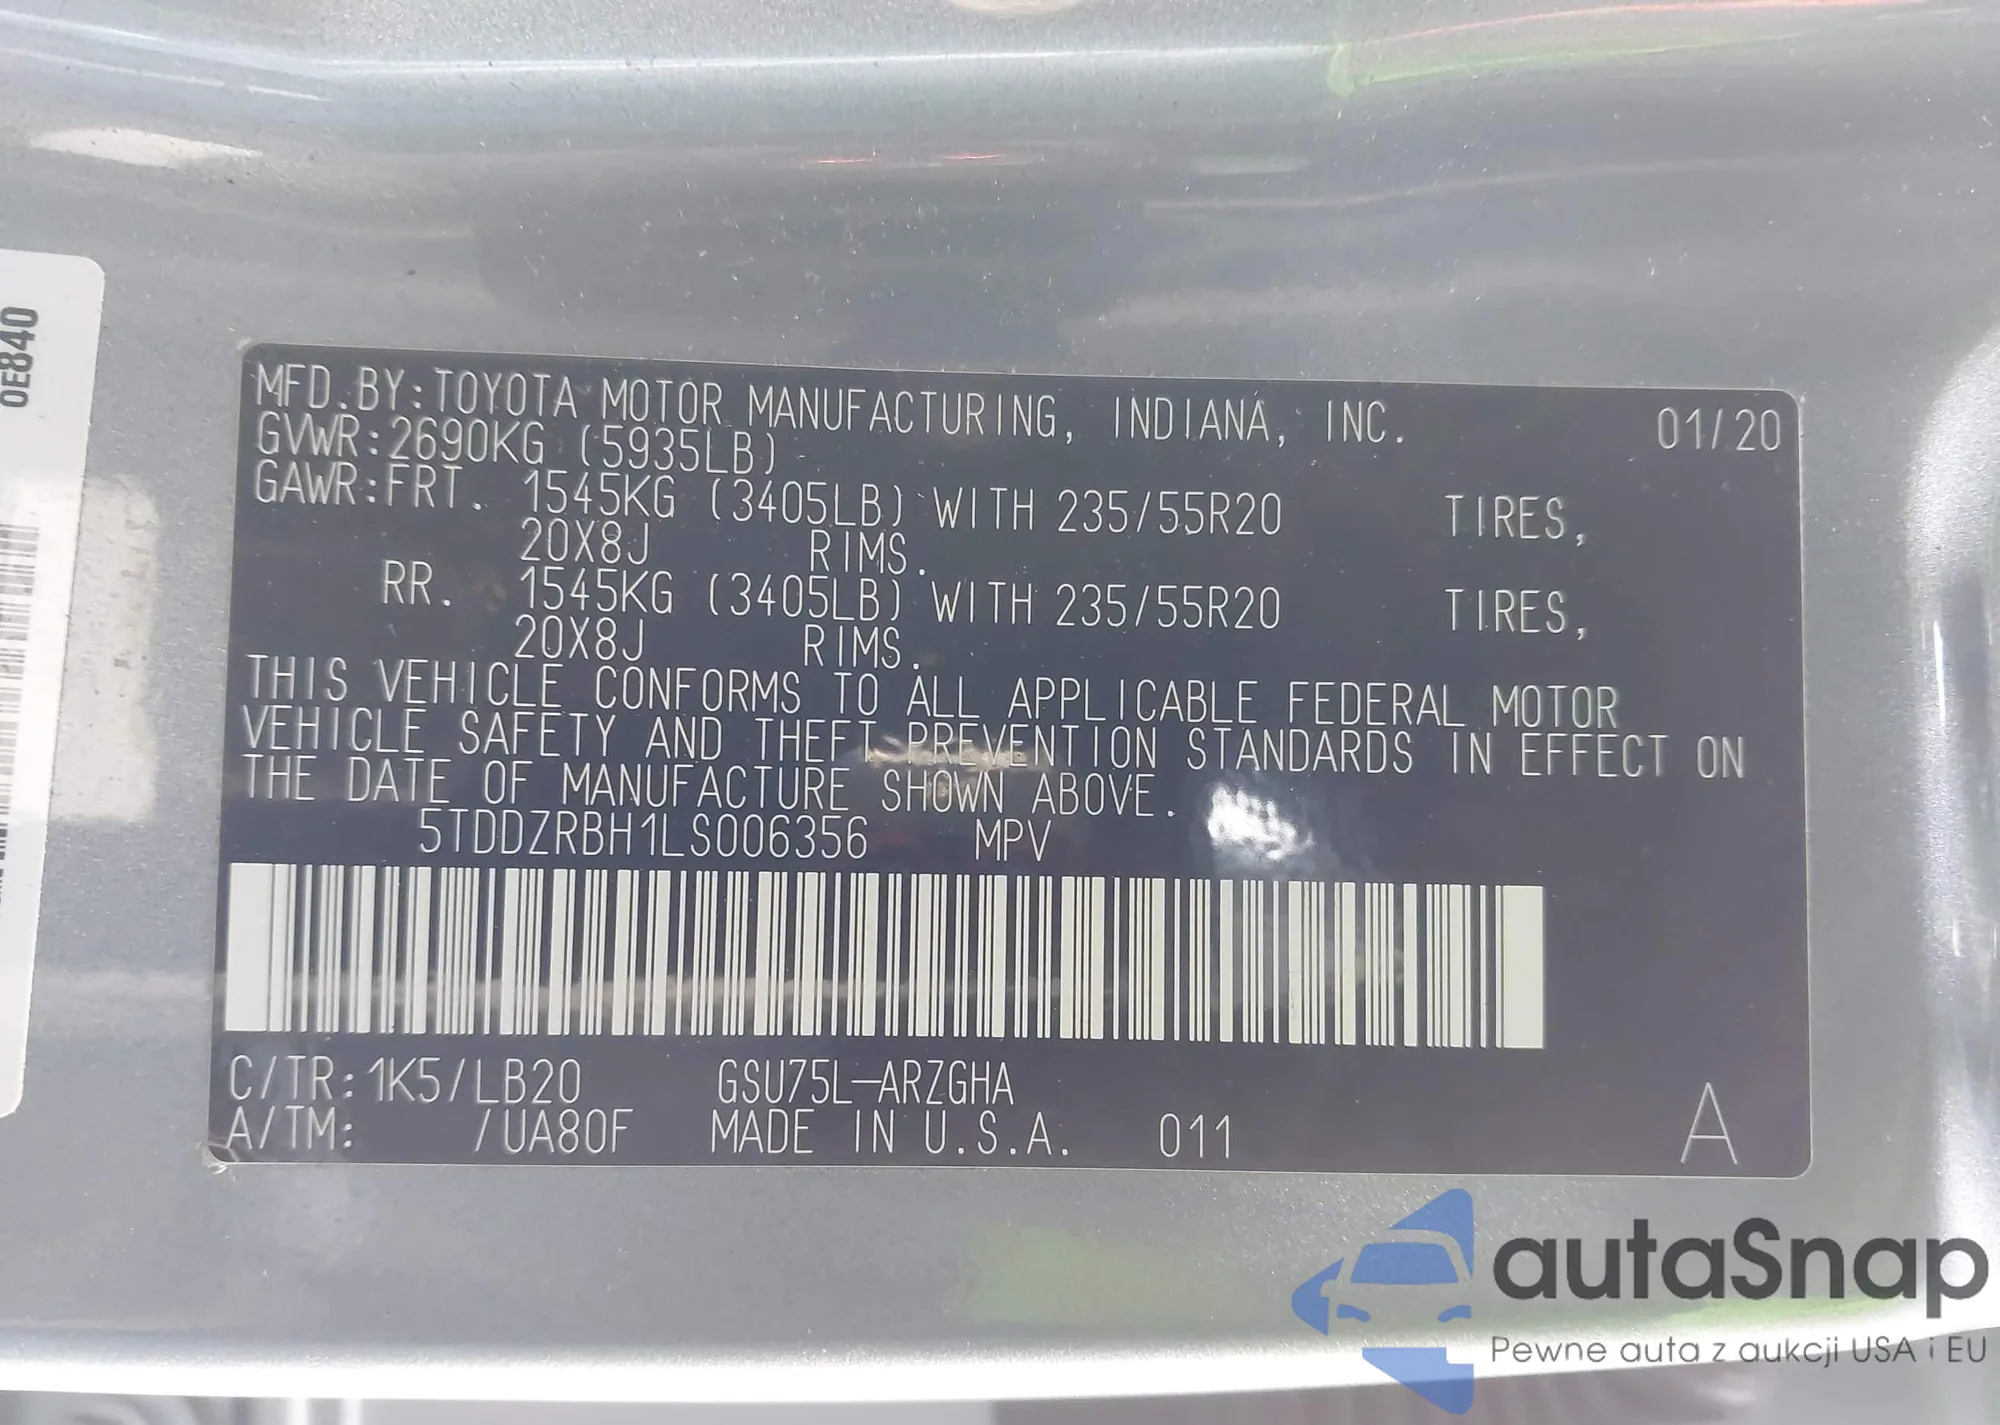 0E840
MFD.BY:TOYOTA MOTOR MANUFACTURING, INDIANA, INC. 01/20
GVWR:2690KG (5935LB)
GAWR:FRT. 1545KG (3405LB) WITH 235/55R20 TIRES,
20X8J RIMS.
RR. 1545KG (3405LB) WITH 235/55R20 TIRES,
20X8J RIMS.
THIS VEHICLE CONFORMS TO ALL APPLICABLE FEDERAL MOTOR
VEHICLE SAFETY AND THEFT PREVENTION STANDARDS IN EFFECT ON
THE DATE OF MANUFACTURE SHOWN ABOVE.
5TDDZRBH1LS006356 MPV
C/TR:1K5/LB20 GSU75L-ARZGHA
A/TM: /UA80F MADE IN U.S.A. 011 A
autaSnap
Pewne auta z aukcji USA i EU